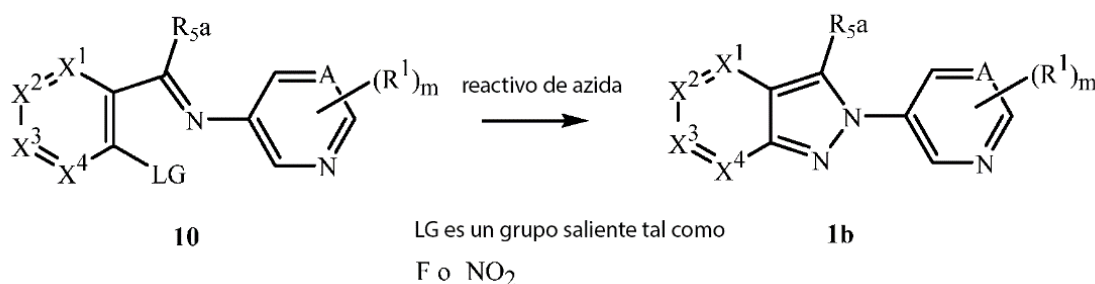 R₅a R₅a
X¹ A (R¹)ₘ reactivo de azida X¹ A (R¹)ₘ
X² X²
N N
X³ X³
X⁴ N X⁴ N N
LG
10 LG es un grupo saliente tal como 1b
F o NO₂